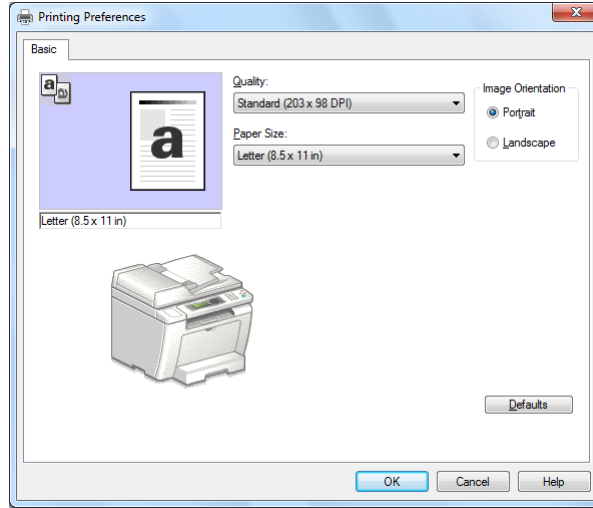 Printing Preferences
Basic
a
a
a
Letter (8.5 x 11 in)
Quality:
Standard (203 x 98 DPI)
Paper Size:
Letter (8.5 x 11 in)
Image Orientation
Portrait
Landscape
Defaults
OK
Cancel
Help